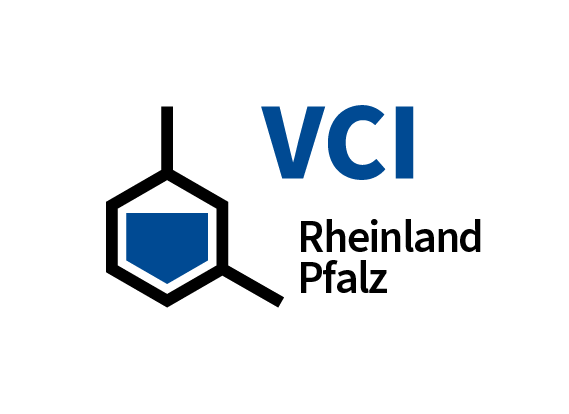 VCI
Rheinland
Pfalz